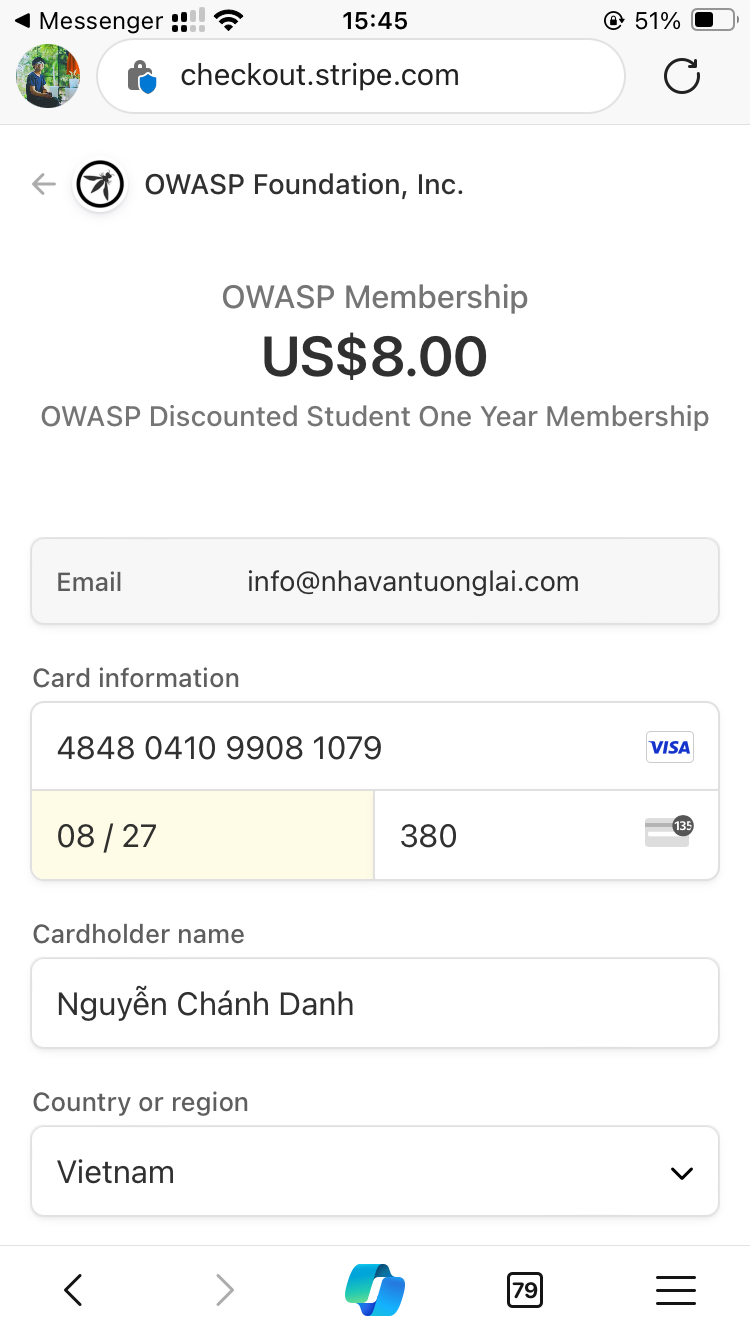 Messenger 15:45 51%
checkout.stripe.com
OWASP Foundation, Inc.
OWASP Membership
US$8.00
OWASP Discounted Student One Year Membership
Email info@nhavantuonglai.com
Card information
4848 0410 9908 1079 VISA
08 / 27 380 135
Cardholder name
Nguyễn Chánh Danh
Country or region
Vietnam
79